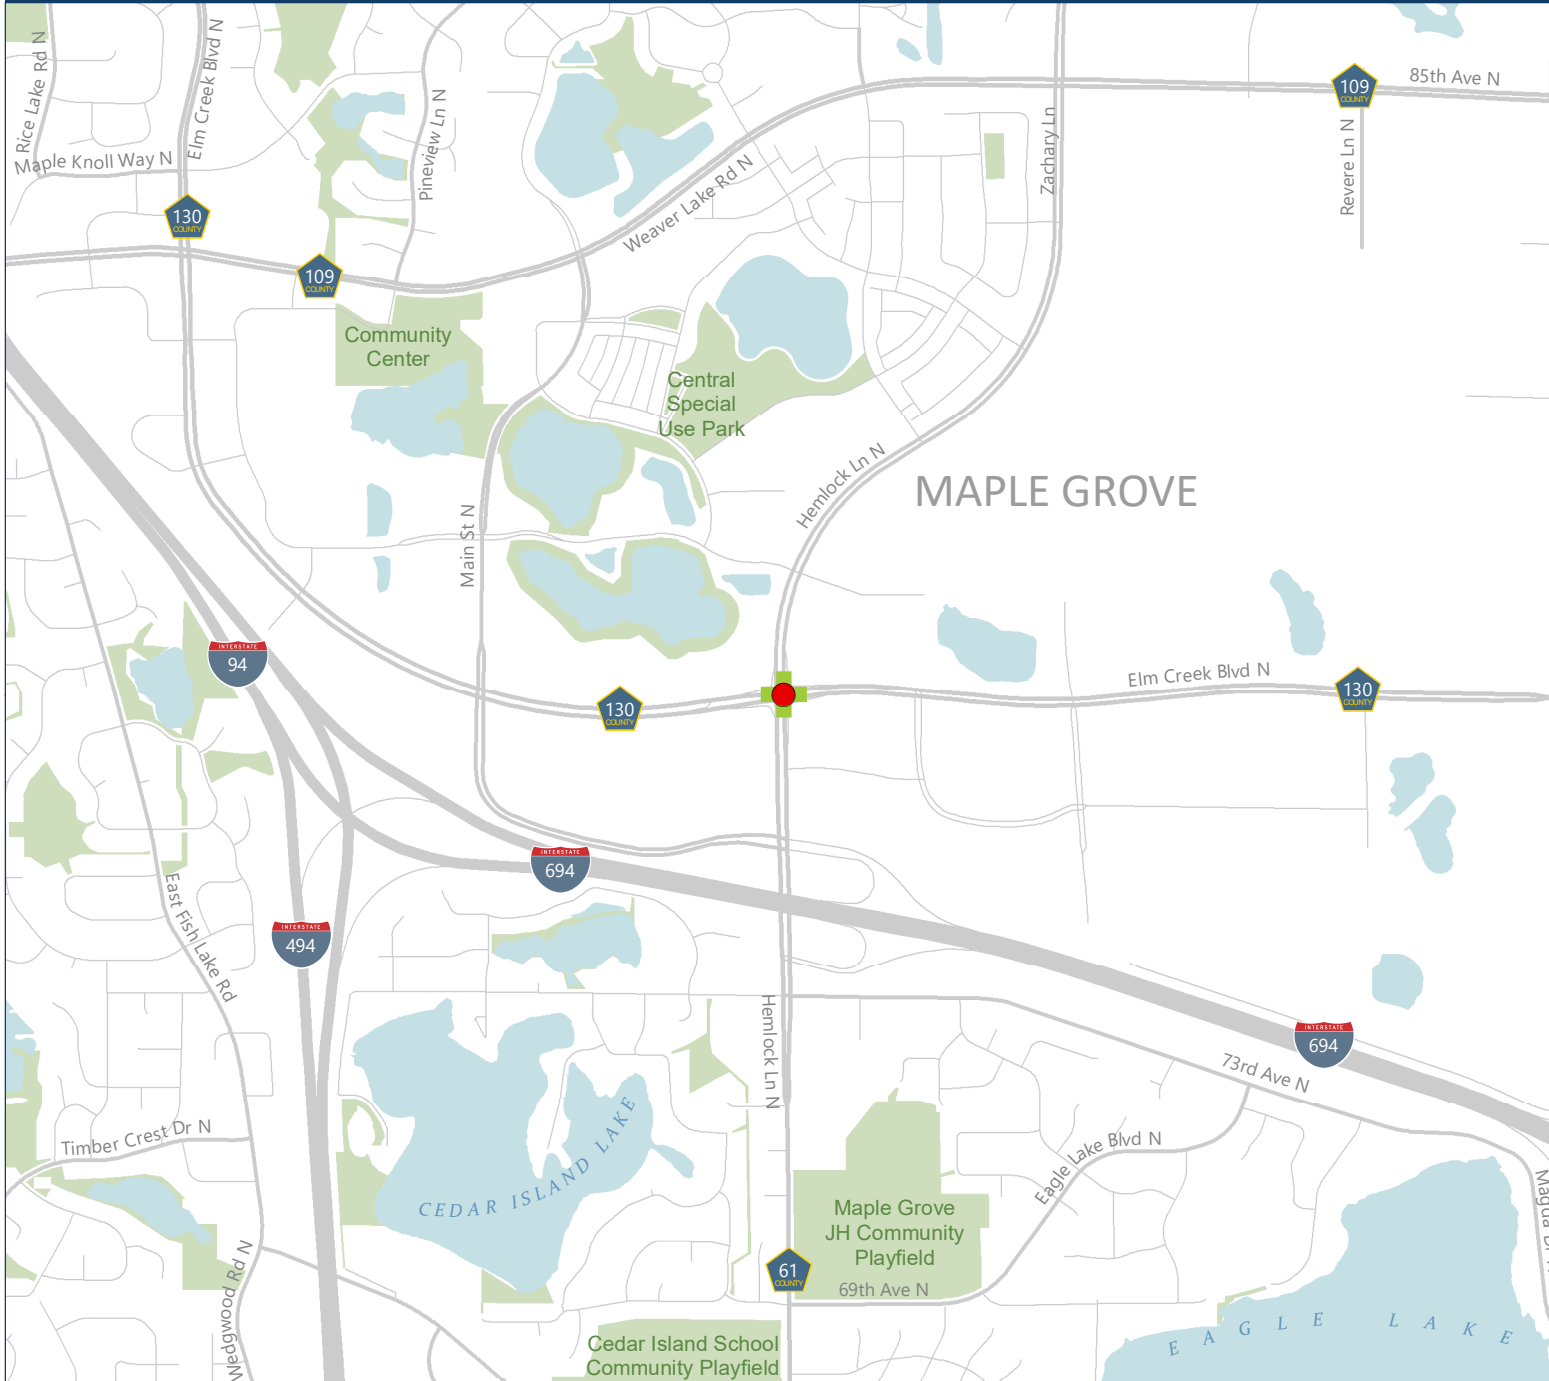 Rice Lake Rd N
Elm Creek Blvd N
Maple Knoll Way N
Pineview Ln N
Weaver Lake Rd N
Zachary Ln
109
COUNTY
85th Ave N
Revere Ln N
130
COUNTY
109
COUNTY
Community
Center
Central
Special
Use Park
Hemlock Ln N
MAPLE GROVE
Main St N
INTERSTATE
94
130
COUNTY
Elm Creek Blvd N
130
COUNTY
INTERSTATE
694
East Fish Lake Rd
INTERSTATE
494
Hemlock Ln N
INTERSTATE
694
73rd Ave N
Timber Crest Dr N
CEDAR ISLAND LAKE
Eagle Lake Blvd N
Maple Grove
JH Community
Playfield
61
COUNTY
69th Ave N
Wedgwood Rd N
Cedar Island School
Community Playfield
EAGLE LAKE
Magda Dr